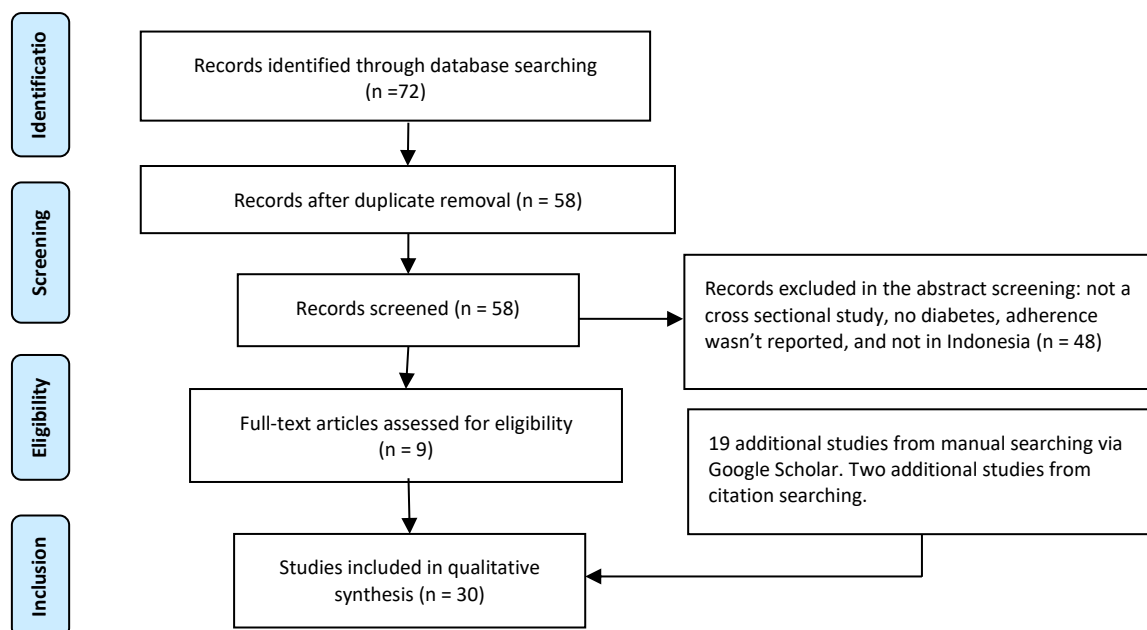 Identificatio
Records identified through database searching
(n =72)
Records after duplicate removal (n = 58)
Screening
Records screened (n = 58)
Records excluded in the abstract screening: not a
cross sectional study, no diabetes, adherence
wasn’t reported, and not in Indonesia (n = 48)
Eligibility
Full-text articles assessed for eligibility
(n = 9)
19 additional studies from manual searching via
Google Scholar. Two additional studies from
citation searching.
Inclusion
Studies included in qualitative
synthesis (n = 30)